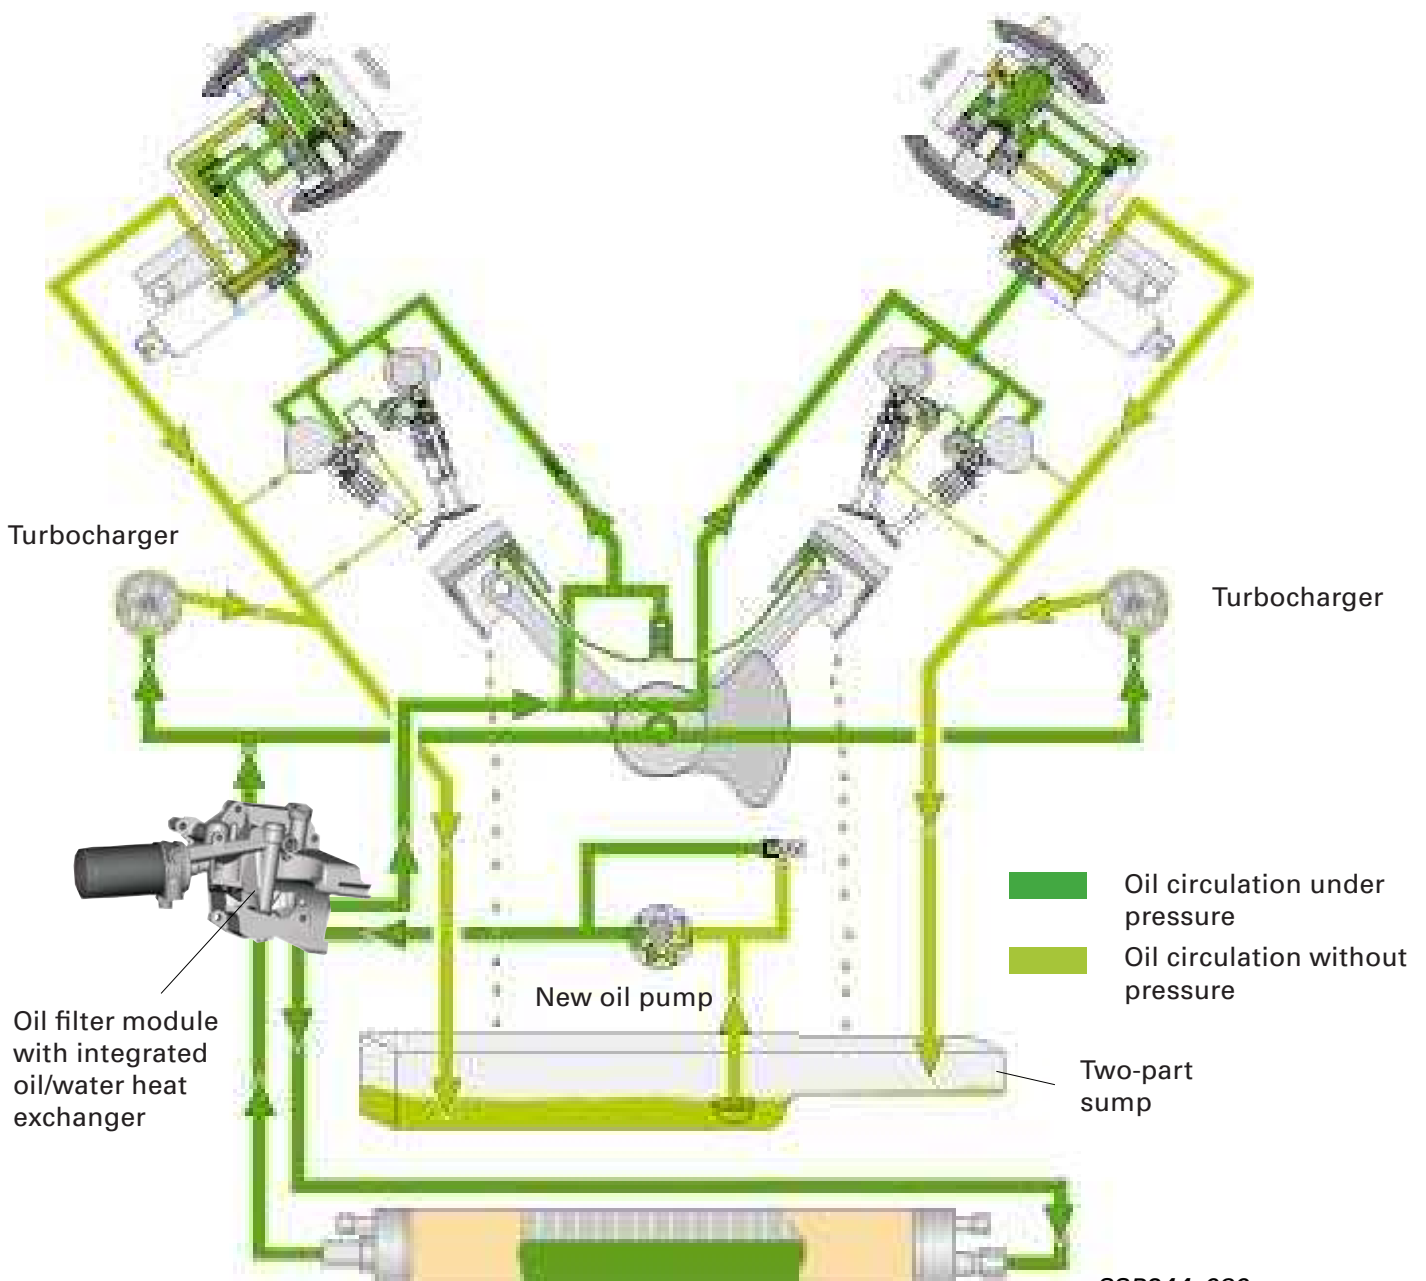 Turbocharger
Turbocharger
Oil circulation under
pressure
Oil circulation without
pressure
New oil pump
Oil filter module
with integrated
oil/water heat
exchanger
Two-part
sump